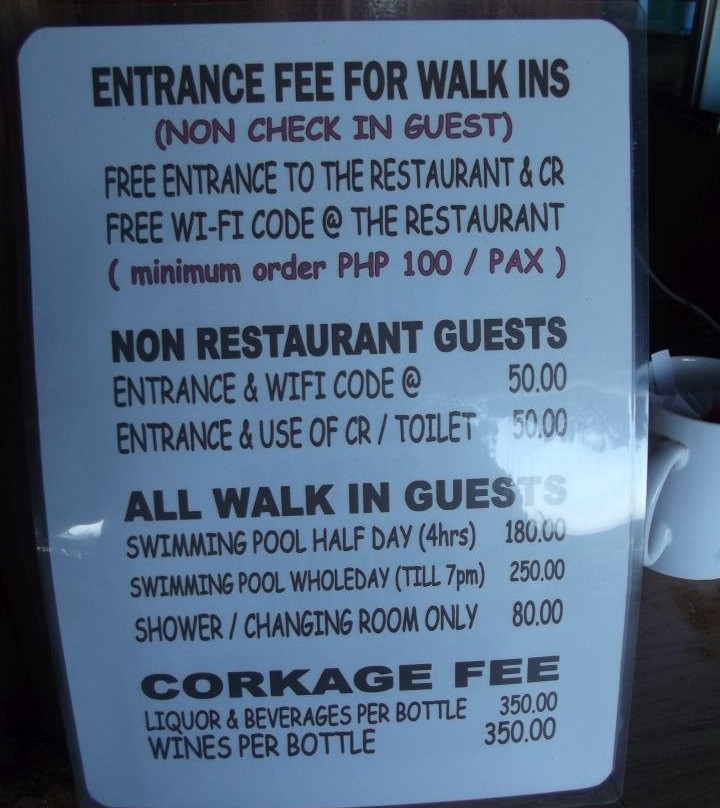 ENTRANCE FEE FOR WALK INS
(NON CHECK IN GUEST)
FREE ENTRANCE TO THE RESTAURANT & CR
FREE WI-FI CODE @ THE RESTAURANT
( minimum order PHP 100 / PAX )
NON RESTAURANT GUESTS
ENTRANCE & WIFI CODE @ 50.00
ENTRANCE & USE OF CR / TOILET 50.00
ALL WALK IN GUESTS
SWIMMING POOL HALF DAY (4hrs) 180.00
SWIMMING POOL WHOLEDAY (TILL 7pm) 250.00
SHOWER / CHANGING ROOM ONLY 80.00
CORKAGE FEE
LIQUOR & BEVERAGES PER BOTTLE 350.00
WINES PER BOTTLE 350.00